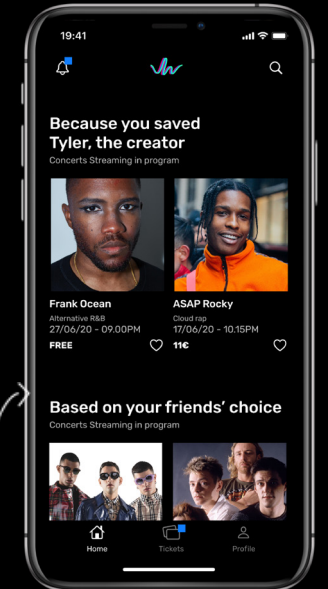 19:41
Because you saved
Tyler, the creator
Concerts Streaming in program
Frank Ocean
ASAP Rocky
Alternative R&B
Cloud rap
27/06/20 - 09.00PM
17/06/20 - 10.15PM
FREE
11€
Based on your friends’ choice
Concerts Streaming in program
Home
Tickets
Profile